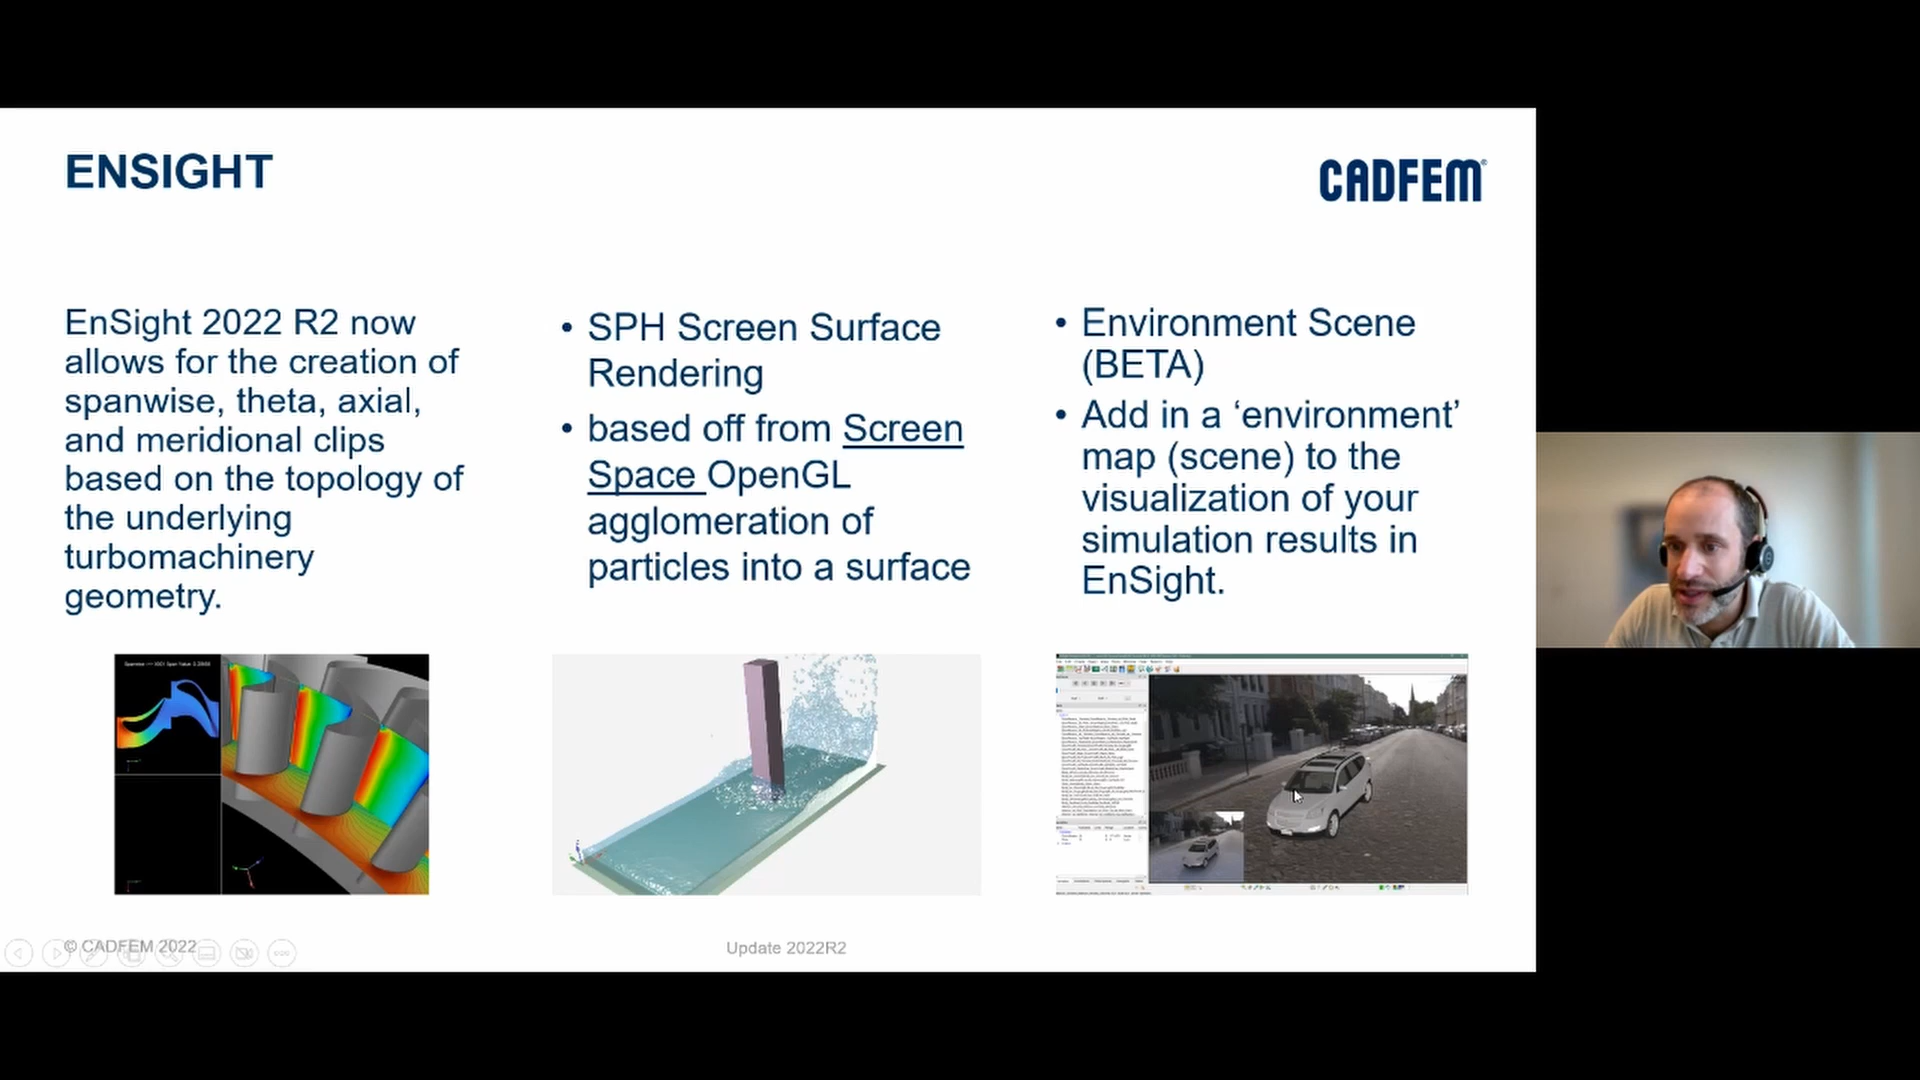 ENSIGHT
CADFEM®
EnSight 2022 R2 now
allows for the creation of
spanwise, theta, axial,
and meridional clips
based on the topology of
the underlying
turbomachinery
geometry.
• SPH Screen Surface
Rendering
• based off from Screen
Space OpenGL
agglomeration of
particles into a surface
• Environment Scene
(BETA)
• Add in a ‘environment’
map (scene) to the
visualization of your
simulation results in
EnSight.
© CADFEM 2022
Update 2022R2